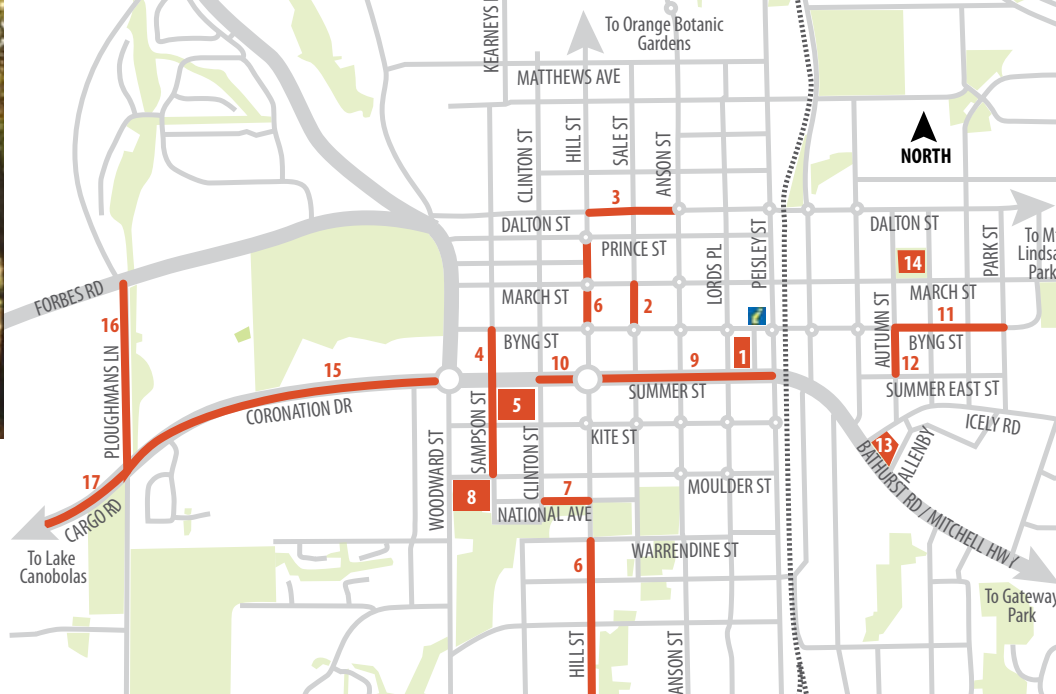 KEARNEYS
To Orange Botanic
Gardens
MATTHEWS AVE
NORTH
CLINTON ST
HILL ST
SALE ST
ANSON ST
3
DALTON ST
DALTON ST
PRINCE ST
LORDS PL
PEISLEY ST
PARK ST
To Mt
Lindsa
Park
14
FORBES RD
MARCH ST
6
2
i
MARCH ST
11
16
PLOUGHMANS LN
4
BYNG ST
10
9
1
AUTUMN ST
BYNG ST
12
15
CORONATION DR
SUMMER ST
SUMMER EAST ST
SAMPSON ST
5
CLINTON ST
KITE ST
ICELY RD
WOODWARD ST
13
ALLENBY
BATHURST RD / MITCHELL HWY
17
CARGO RD
8
7
MOULDER ST
NATIONAL AVE
To Lake
Canobolas
WARRENDINE ST
6
To Gateway
Park
HILL ST
ANSON ST